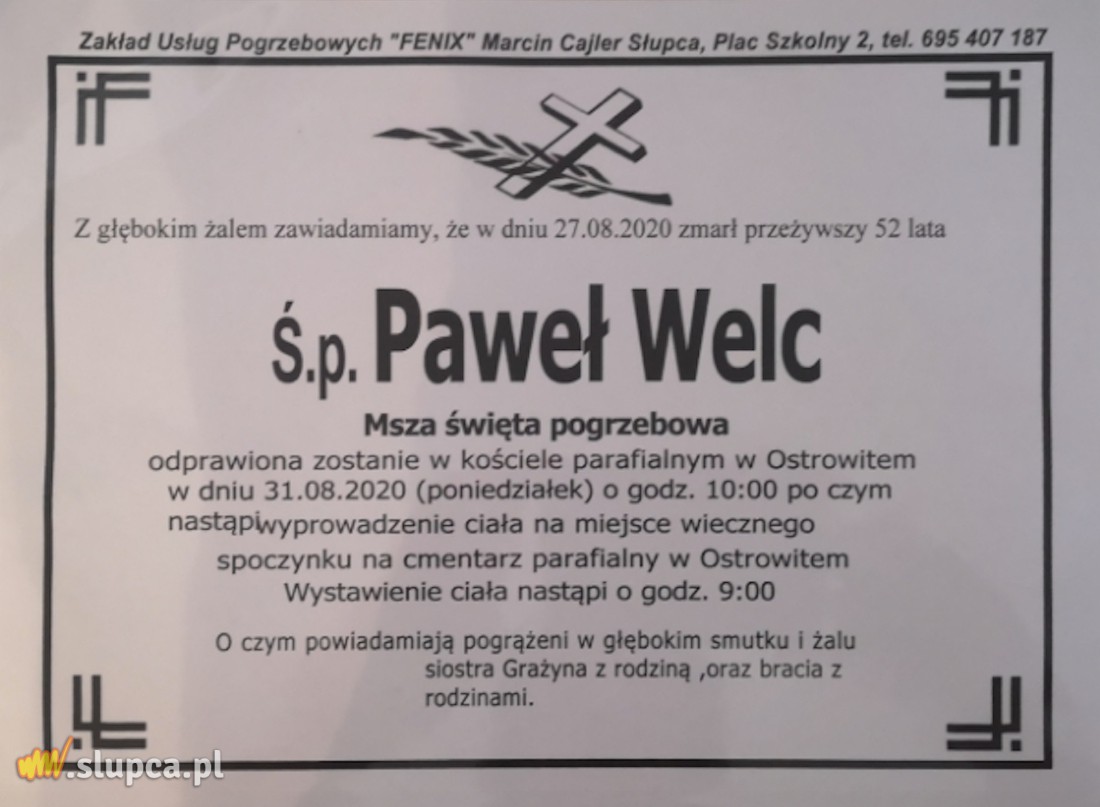 Zakład Usług Pogrzebowych "FENIX" Marcin Cajler Słupca, Plac Szkolny 2, tel. 695 407 187
Z głębokim żalem zawiadamiamy, że w dniu 27.08.2020 zmarł przeżywszy 52 lata
Ś.p. Paweł Welc
Msza święta pogrzebowa
odprawiona zostanie w kościele parafialnym w Ostrowitem
w dniu 31.08.2020 (poniedziałek) o godz. 10:00 po czym
nastąpi wyprowadzenie ciała na miejsce wiecznego
spoczynku na cmentarz parafialny w Ostrowitem
Wystawienie ciała nastąpi o godz. 9:00
O czym powiadamiają pogrążeni w głębokim smutku i żalu
siostra Grażyna z rodziną ,oraz bracia z
rodzinami.
www.slupca.pl